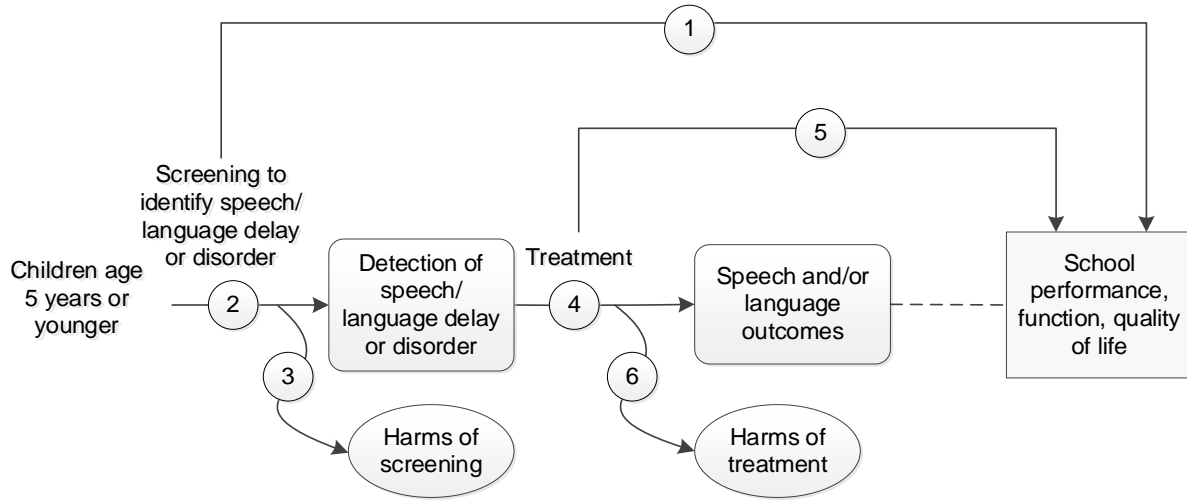 1
5
Screening to
identify speech/
language delay
or disorder
Children age
5 years or
younger
2
3
Detection of
speech/
language delay
or disorder
Harms of
screening
Treatment
4
6
Speech and/or
language
outcomes
Harms of
treatment
School
performance,
function, quality
of life